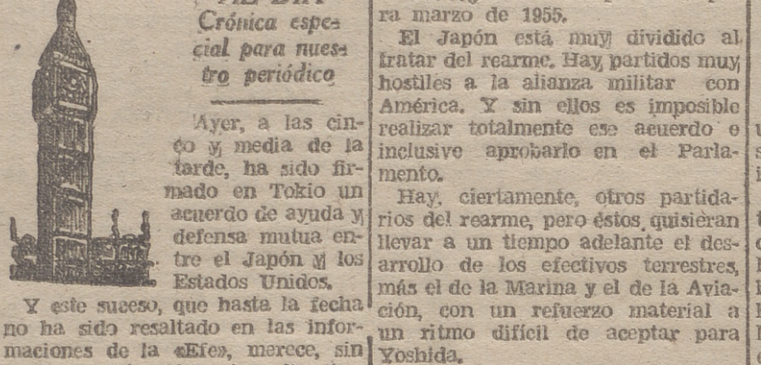 AL DIA
Crónica espe-
cial para nues-
tro periódico
Ayer, a las cin-
co y media de la
tarde, ha sido fir-
mado en Tokio un
acuerdo de ayuda y
defensa mutua en-
tre el Japón y los
Estados Unidos.
Y este suceso, que hasta la fecha
no ha sido resaltado en las infor-
maciones de la «Efe», merece, sin
ra marzo de 1955.
El Japón está muy dividido al
tratar del rearme. Hay partidos muy
hostiles a la alianza militar con
América. Y sin ellos es imposible
realizar totalmente ese acuerdo e
inclusive aprobarlo en el Parla-
mento.
Hay, ciertamente, otros partida-
rios del rearme, pero éstos quisieran
llevar a un tiempo adelante el des-
arrollo de los efectivos terrestres,
más el de la Marina y el de la Avia-
ción, con un refuerzo material a
un ritmo difícil de aceptar para
Yoshida.